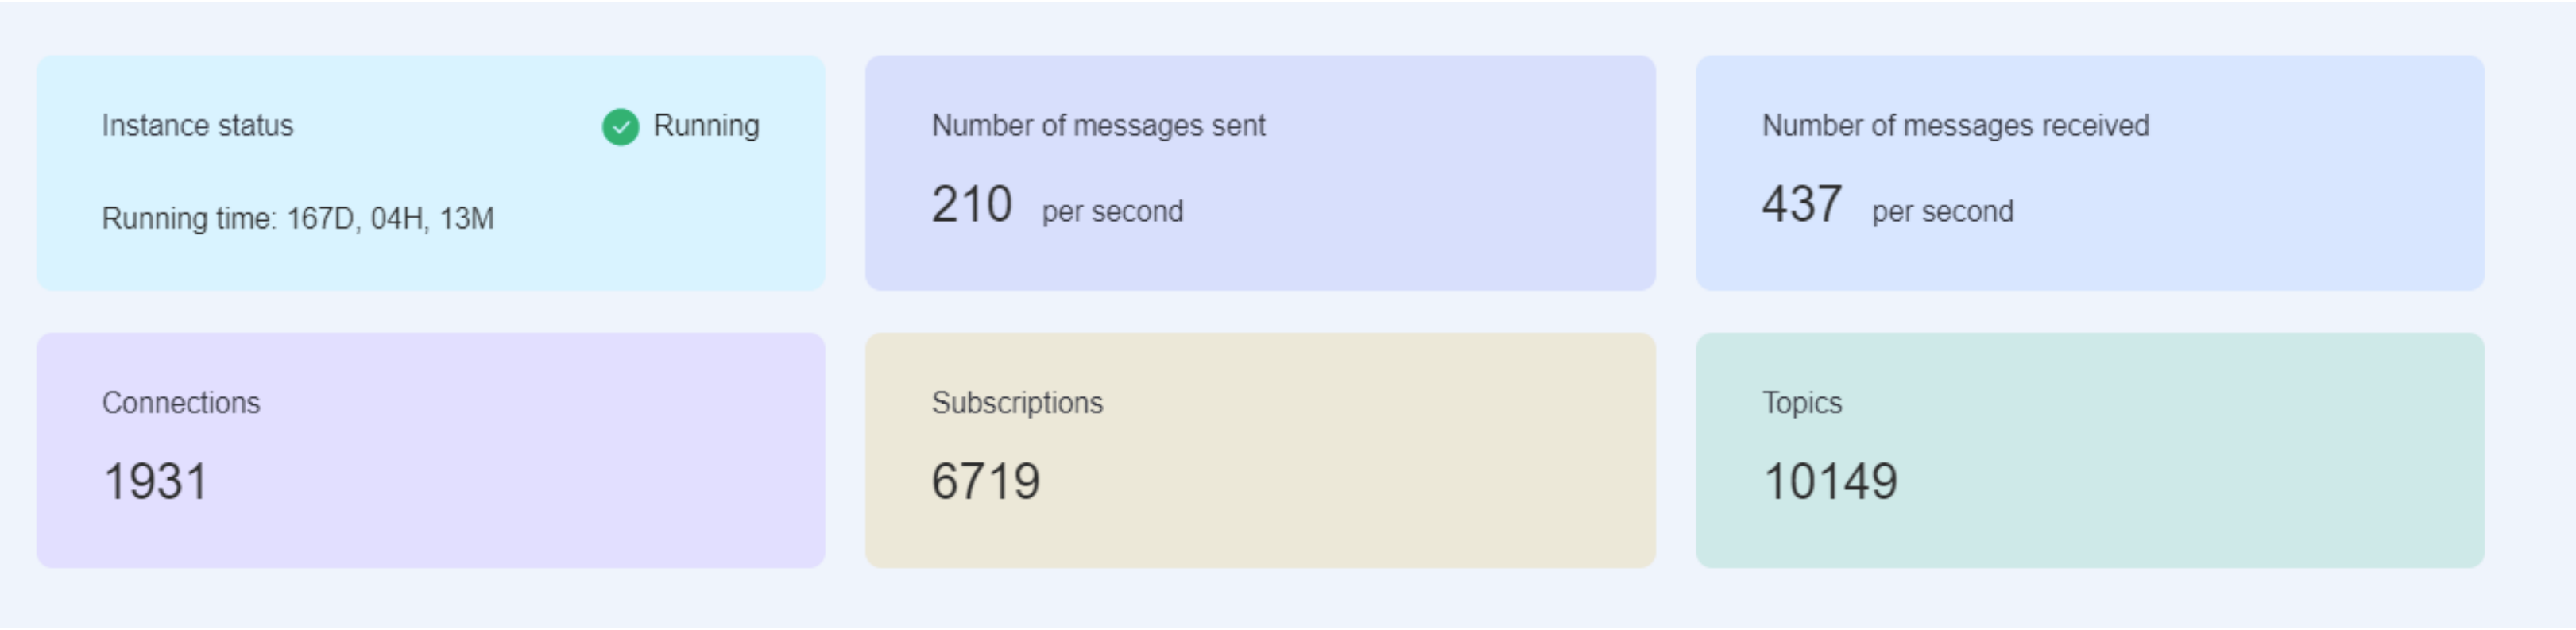 Instance status
Running
Running time: 167D, 04H, 13M
Number of messages sent
210 per second
Number of messages received
437 per second
Connections
1931
Subscriptions
6719
Topics
10149